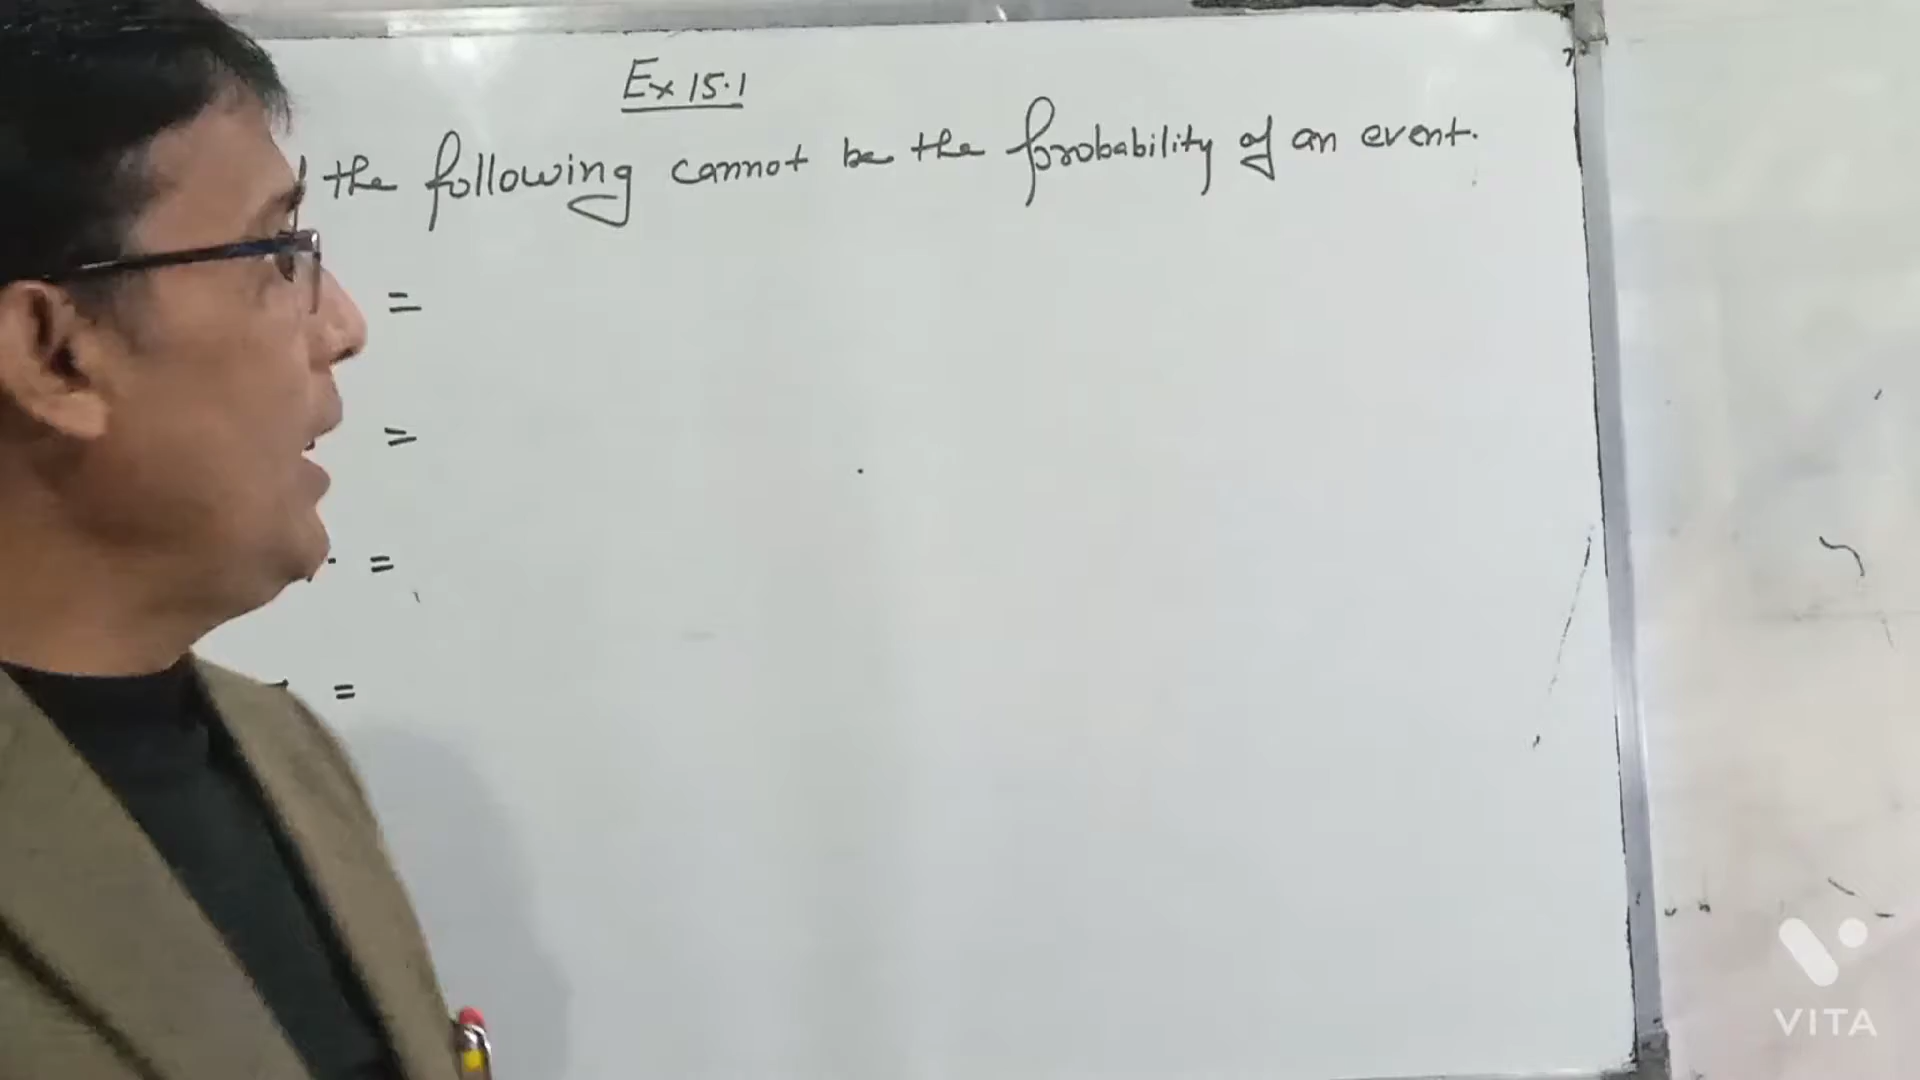 Ex 15.1
the following cannot be the probability of an event.
=
=
=
=
VITA